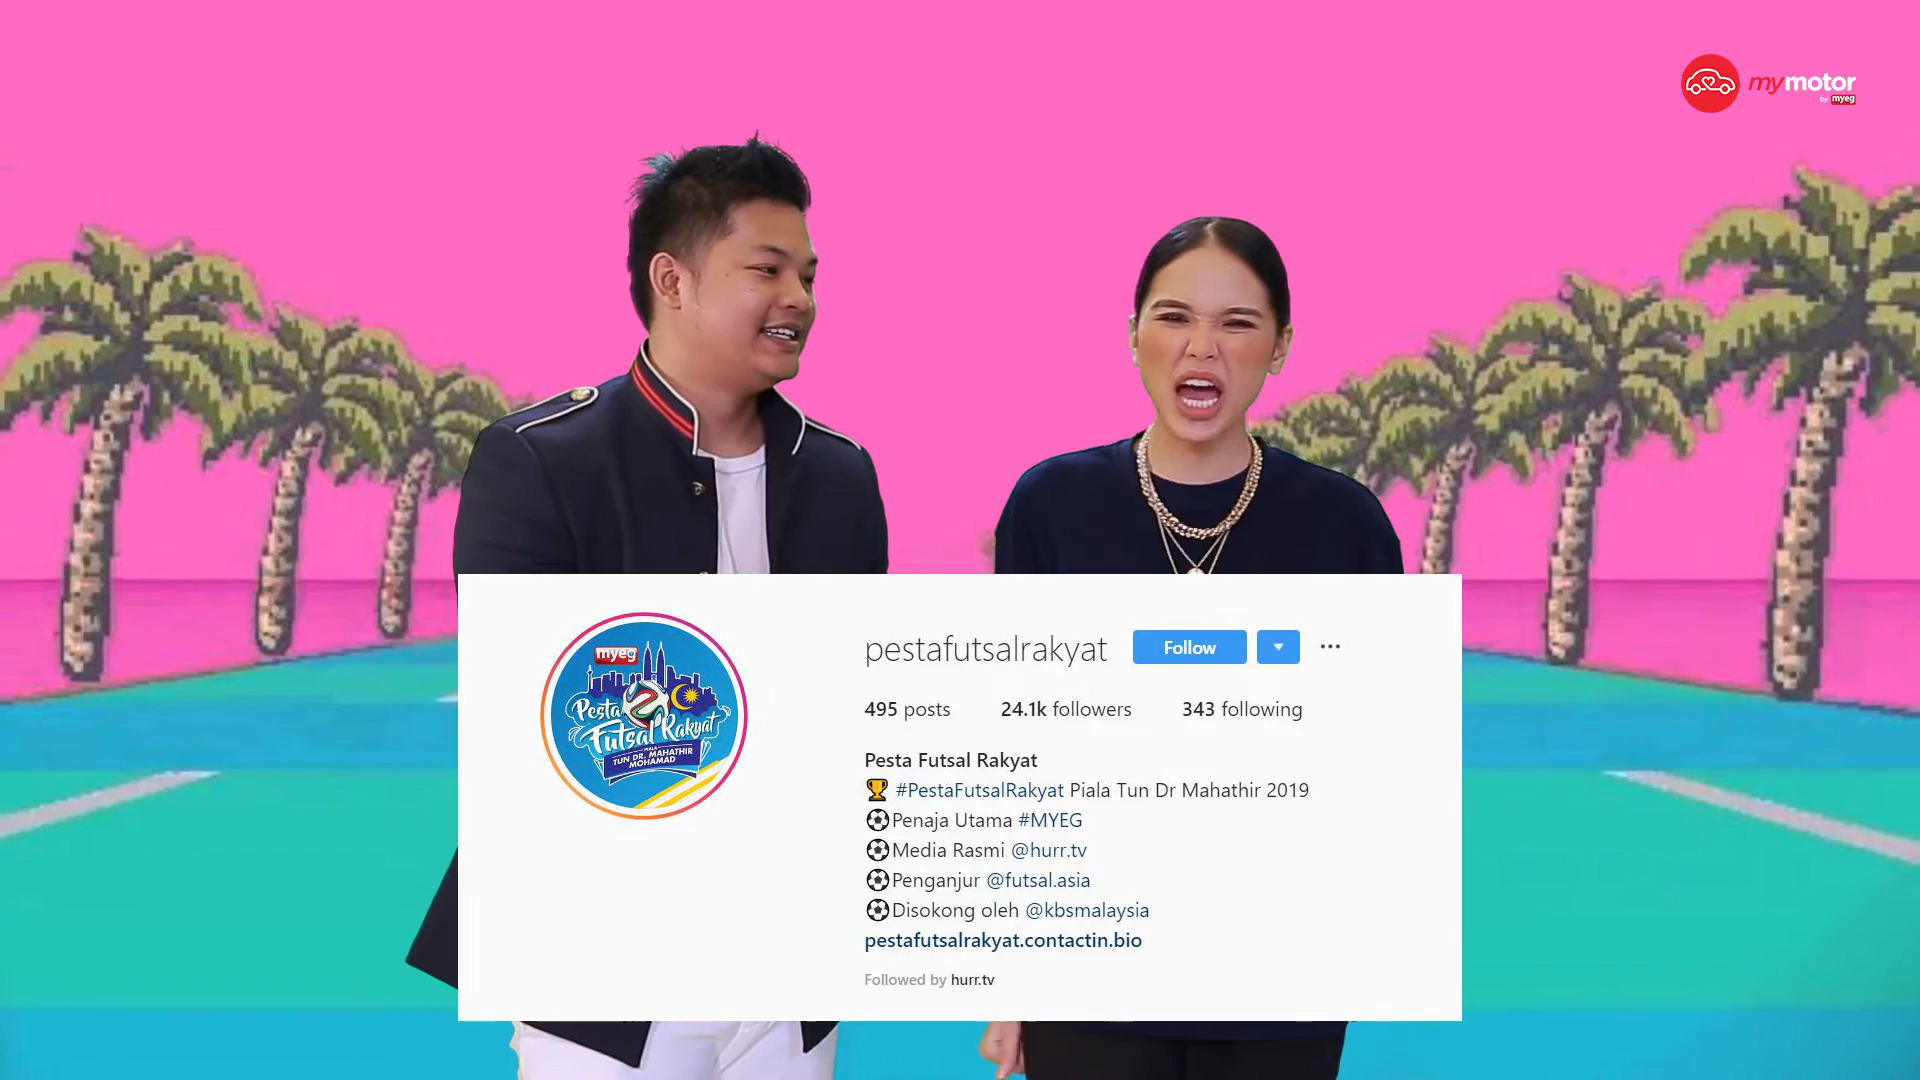 mymotor
by myeg
pestafutsalrakyat Follow
495 posts 24.1k followers 343 following
Pesta Futsal Rakyat
🏆 #PestaFutsalRakyat Piala Tun Dr Mahathir 2019
⚽Penaja Utama #MYEG
⚽Media Rasmi @hurr.tv
⚽Penganjur @futsal.asia
⚽Disokong oleh @kbsmalaysia
pestafutsalrakyat.contactin.bio
Followed by hurr.tv
myeg
Pesta
Futsal Rakyat
PIALA
TUN DR. MAHATHIR
MOHAMAD